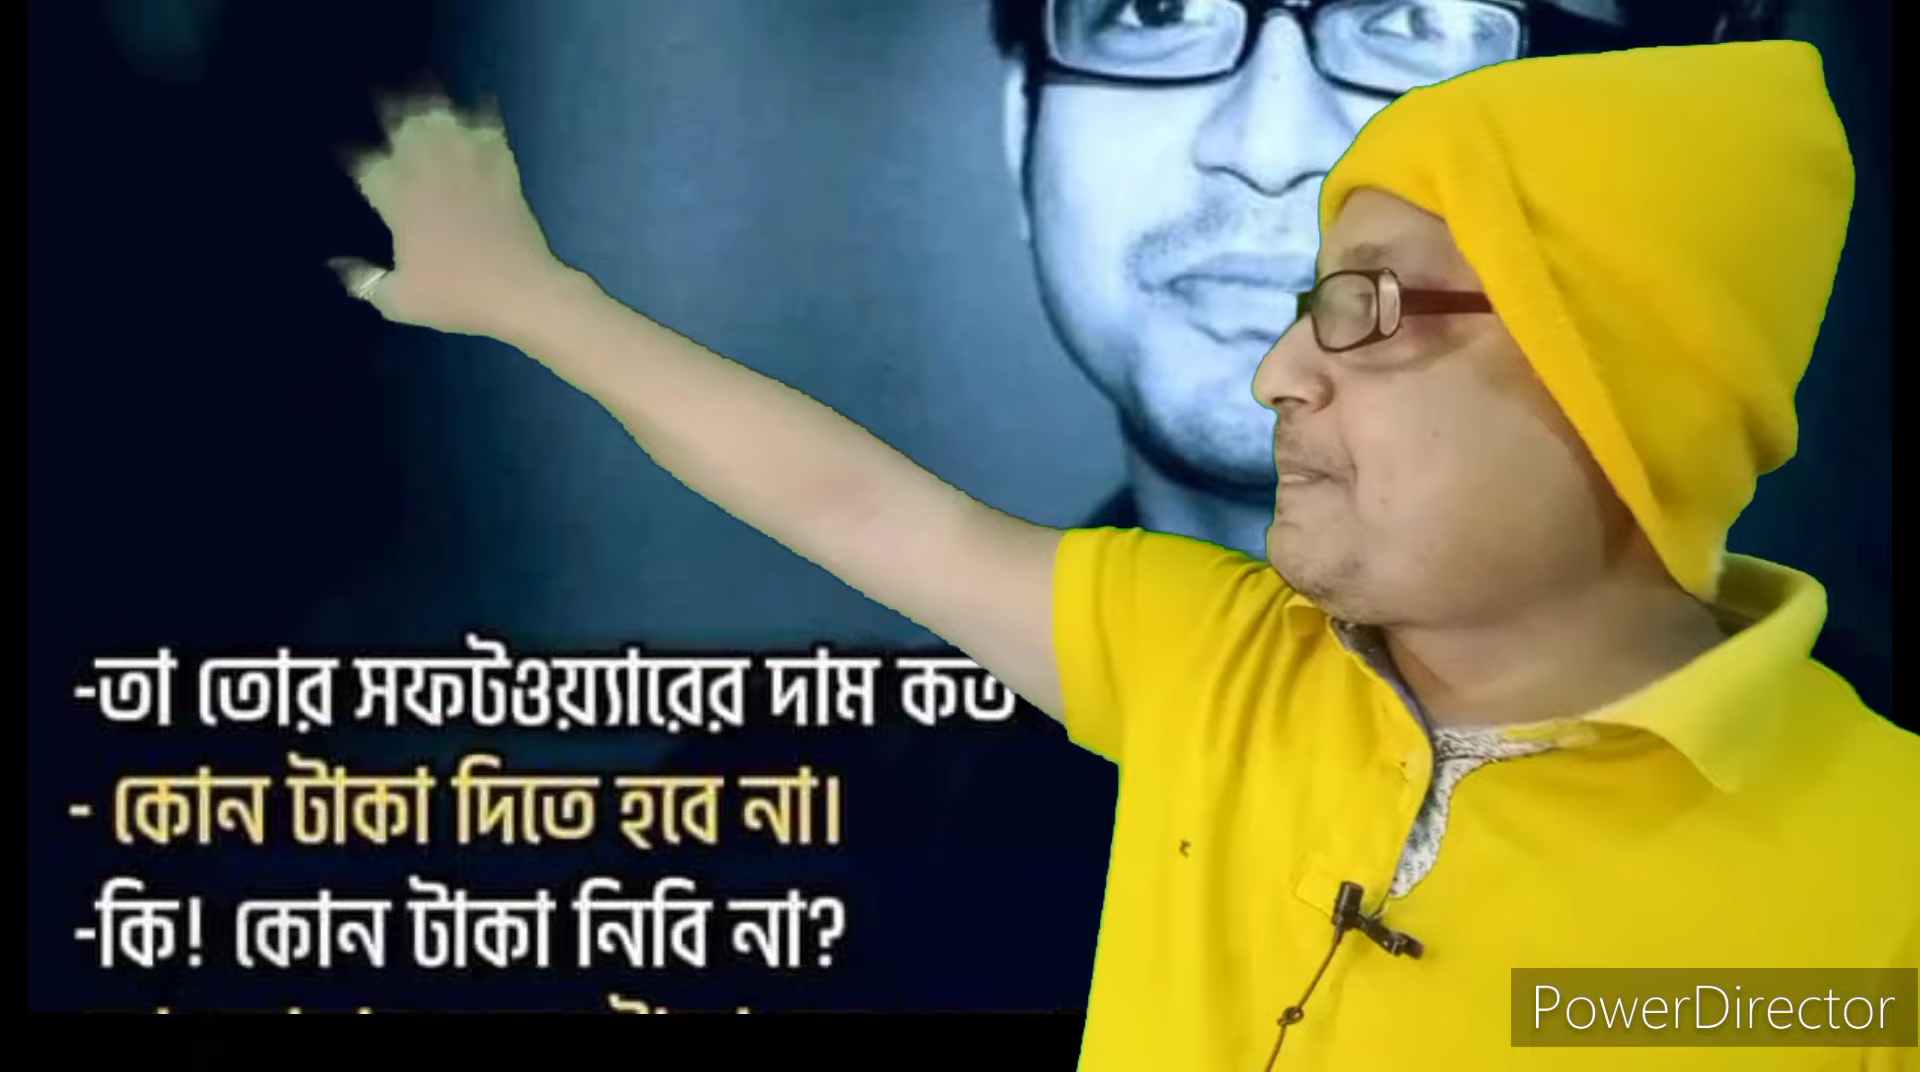 -তা তোর সফটওয়্যারের দাম কত
- কোন টাকা দিতে হবে না।
-কি! কোন টাকা নিবি না?
PowerDirector